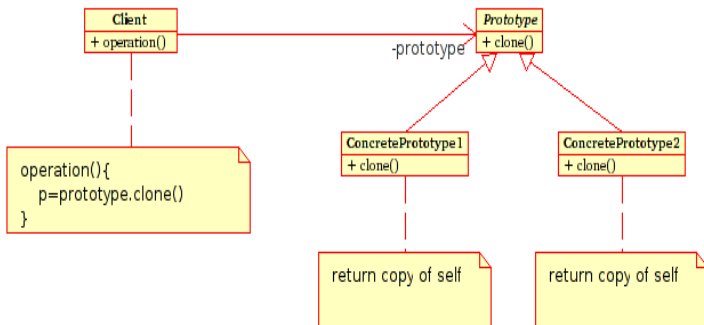 Client
+ operation()
-prototype
Prototype
+ clone()
ConcretePrototype1
+ clone()
ConcretePrototype2
+ clone()
operation(){
p=prototype.clone()
}
return copy of self
return copy of self